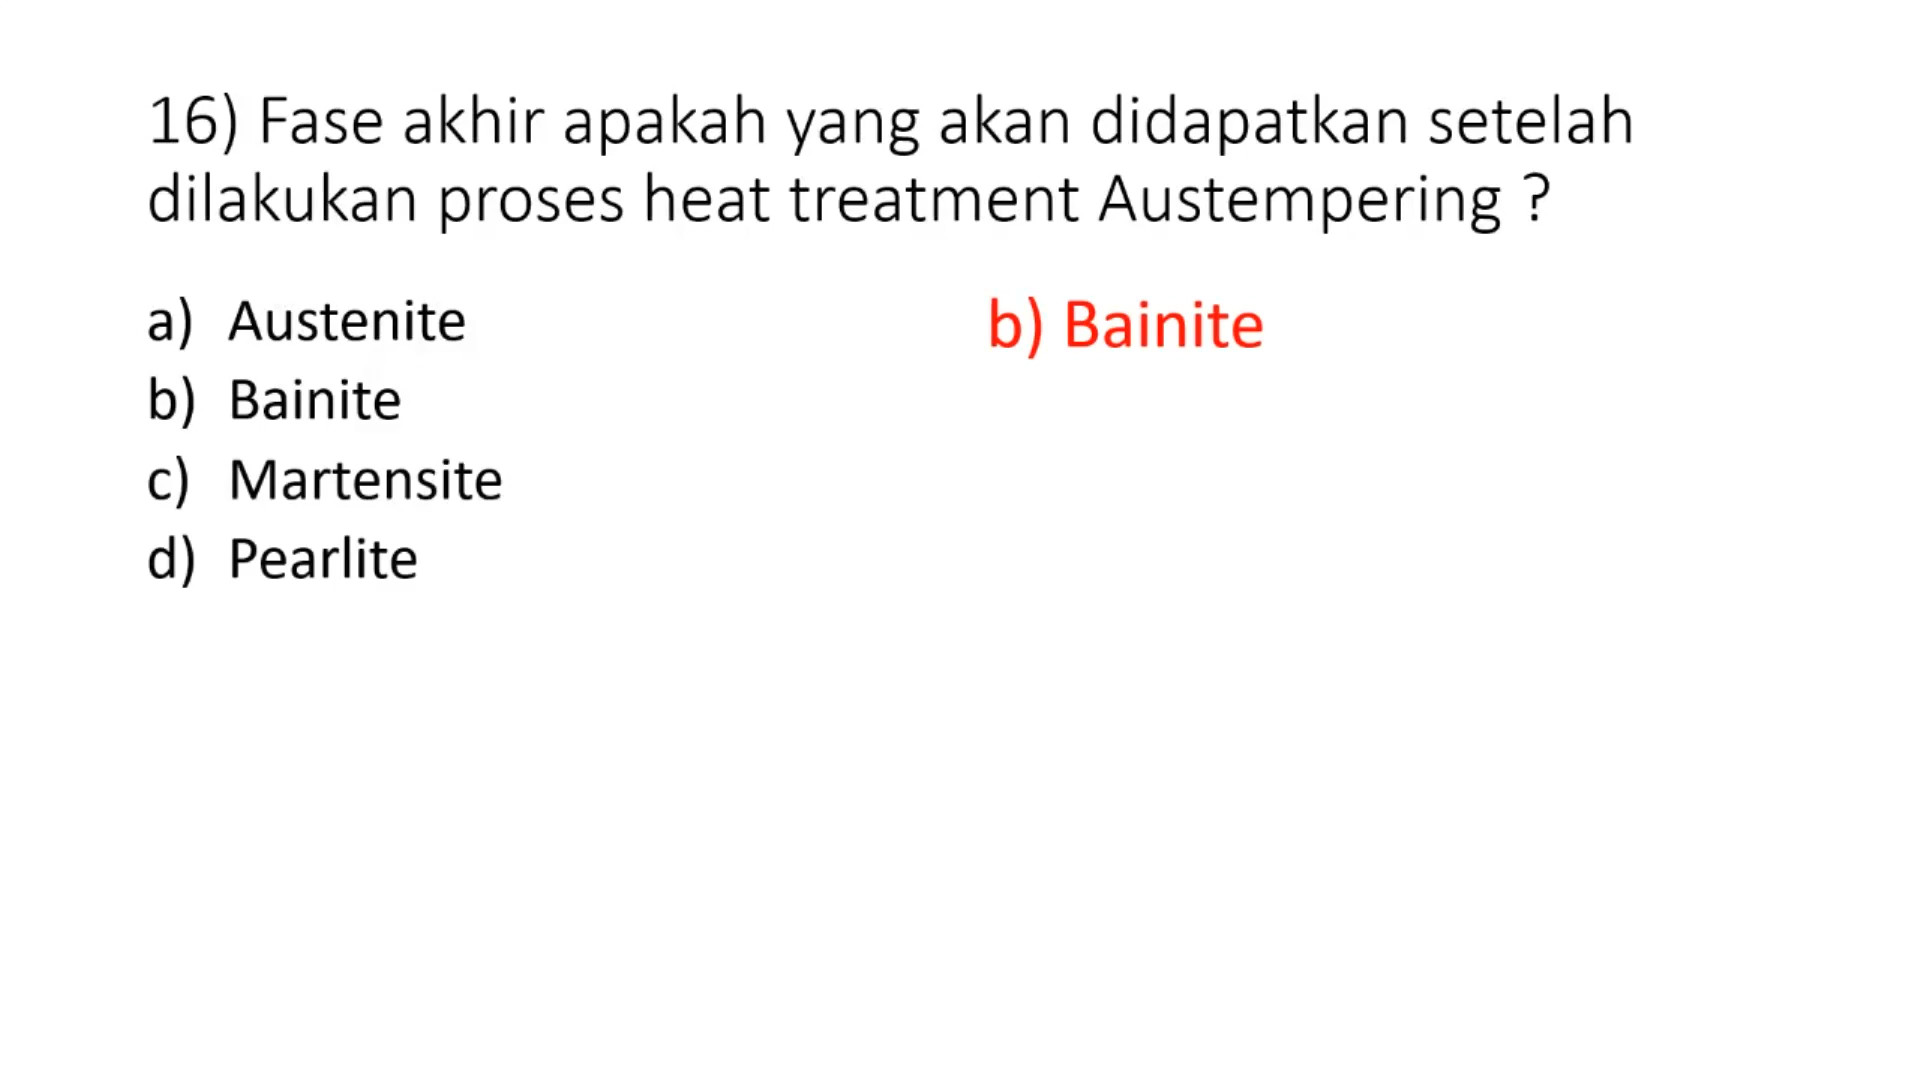 16) Fase akhir apakah yang akan didapatkan setelah
dilakukan proses heat treatment Austempering ?
a) Austenite
b) Bainite
c) Martensite
d) Pearlite
b) Bainite